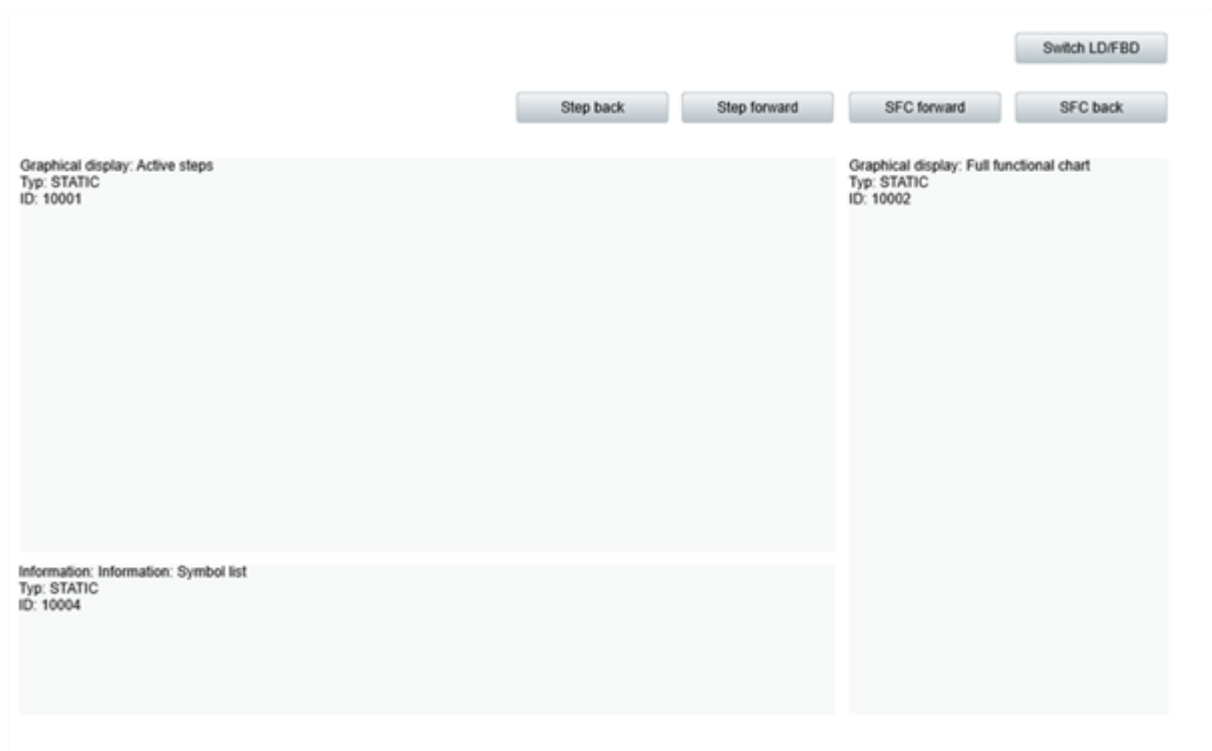 Switch LD/FBD
Step back
Step forward
SFC forward
SFC back
Graphical display: Active steps
Typ: STATIC
ID: 10001
Graphical display: Full functional chart
Typ: STATIC
ID: 10002
Information: Information: Symbol list
Typ: STATIC
ID: 10004